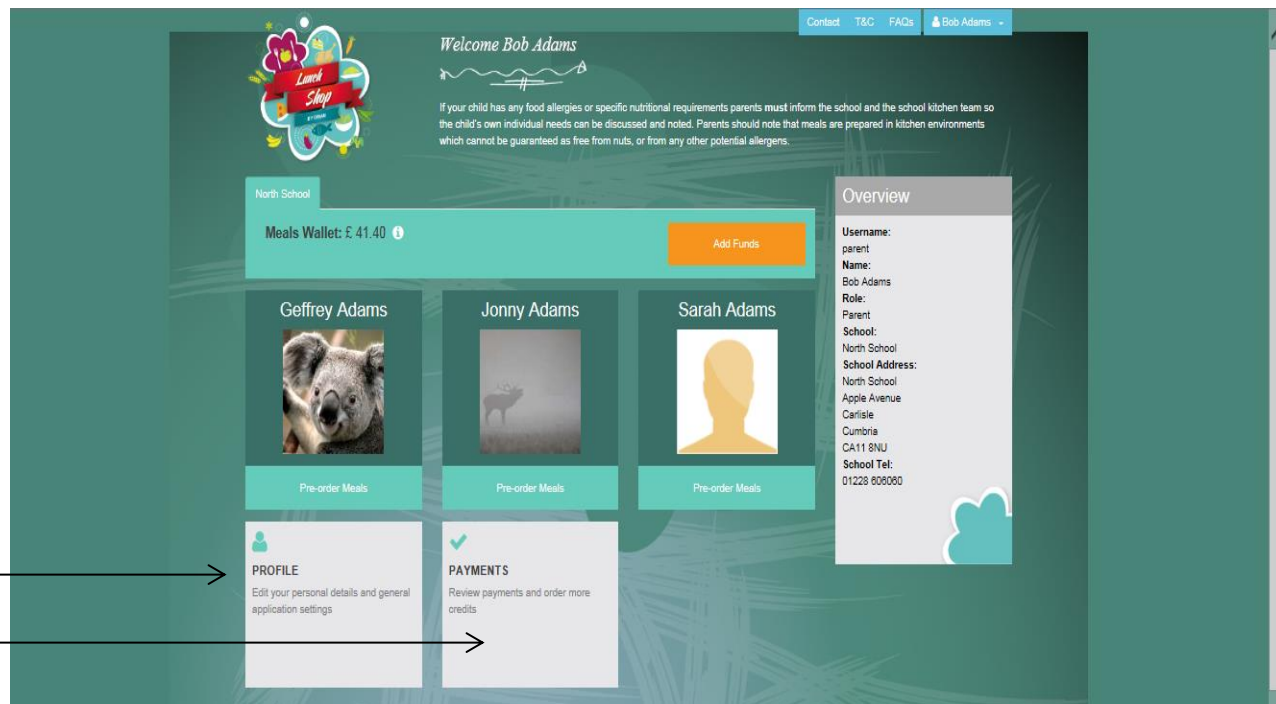 Contact T&C FAQs Bob Adams
Lunch
Shop
Welcome Bob Adams
If your child has any food allergies or specific nutritional requirements parents must inform the school and the school kitchen team so
the child's own individual needs can be discussed and noted. Parents should note that meals are prepared in kitchen environments
which cannot be guaranteed as free from nuts, or from any other potential allergens.
North School
Meals Wallet: £ 41.40
Add Funds
Geffrey Adams
Pre-order Meals
Jonny Adams
Pre-order Meals
Sarah Adams
Pre-order Meals
PROFILE
Edit your personal details and general
application settings
PAYMENTS
Review payments and order more
credits
Overview
Username:
parent
Name:
Bob Adams
Role:
Parent
School:
North School
School Address:
North School
Apple Avenue
Carlisle
Cumbria
CA11 8NU
School Tel:
01228 606060